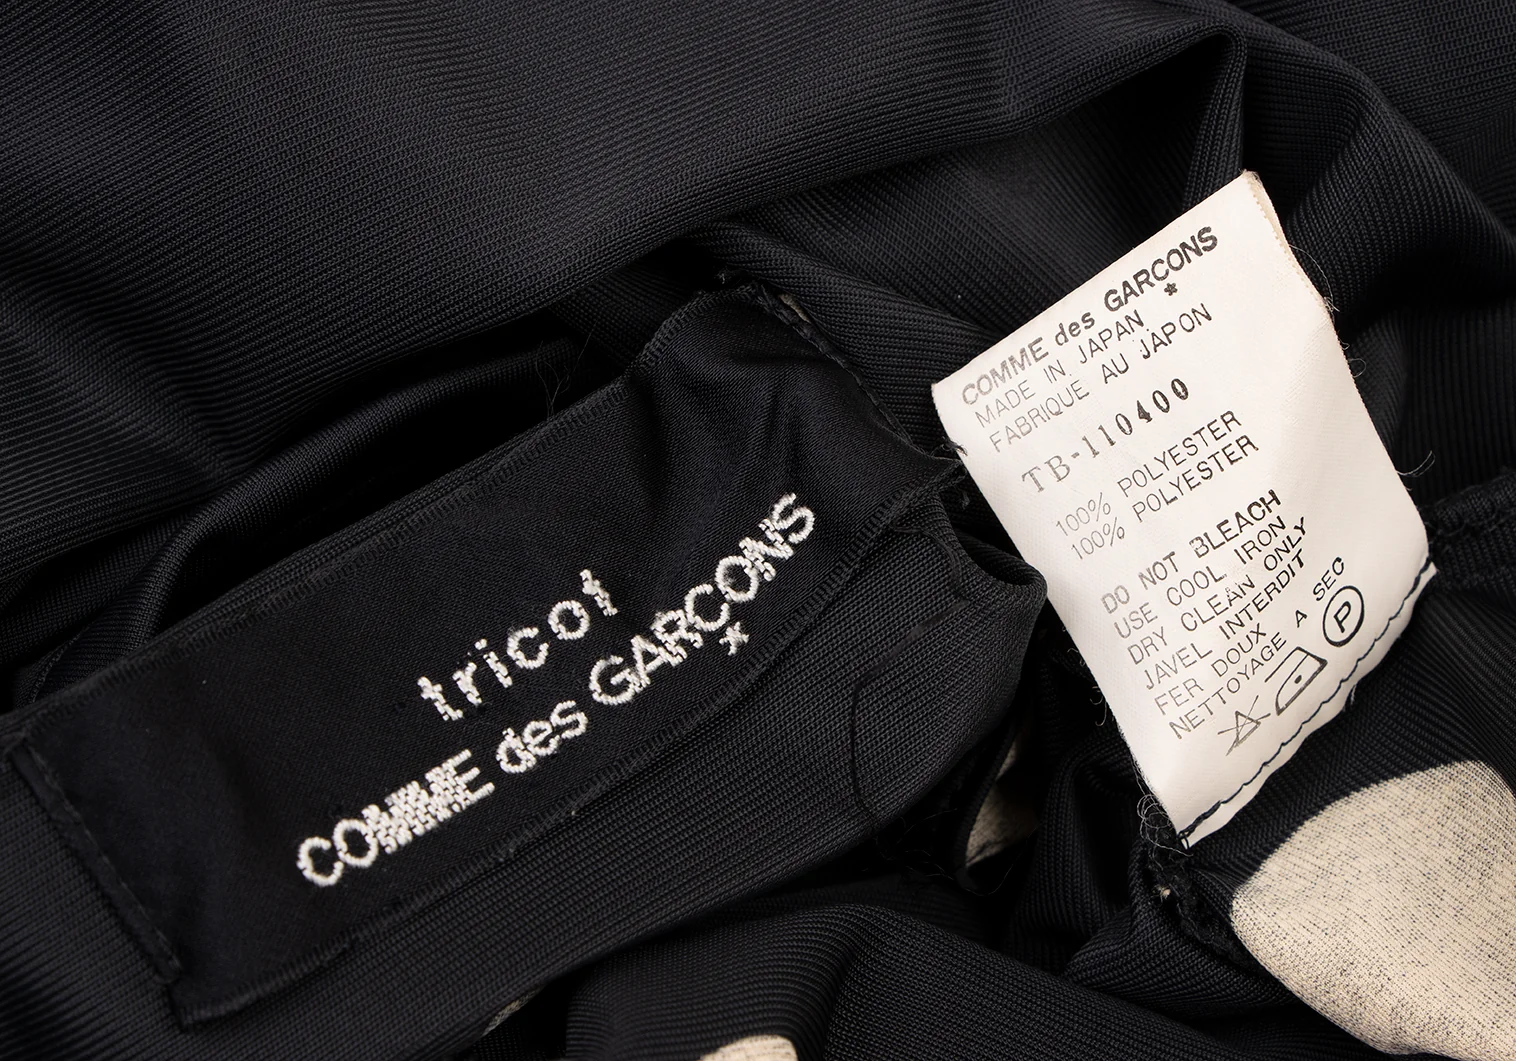 tricot
COMME des GARCONS
*
COMME des GARCONS
*
MADE IN JAPAN
FABRIQUE AU JAPON
TB-110400
100% POLYESTER
100% POLYESTER
DO NOT BLEACH
USE COOL IRON
DRY CLEAN ONLY
JAVEL INTERDIT
FER DOUX
NETTOYAGE A SEC
P